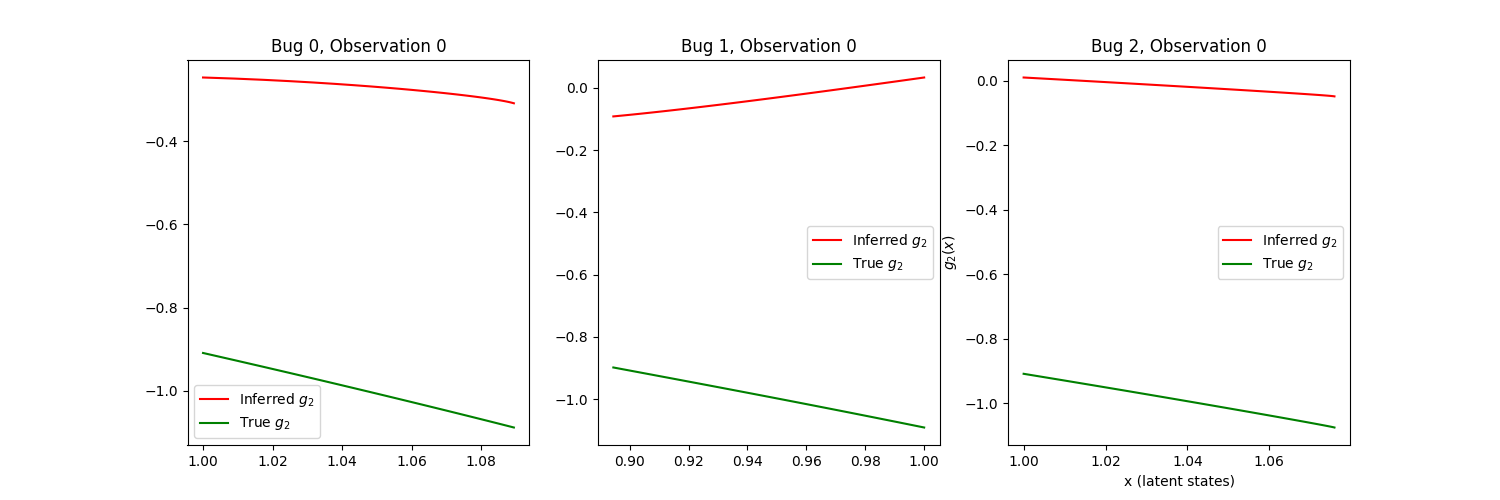 Bug 0, Observation 0
−0.4
−0.6
−0.8
−1.0
Inferred g₂
True g₂
1.00 1.02 1.04 1.06 1.08
Bug 1, Observation 0
0.0
−0.2
−0.4
−0.6
−0.8
−1.0
Inferred g₂
True g₂
0.90 0.92 0.94 0.96 0.98 1.00
Bug 2, Observation 0
g₂(x)
0.0
−0.2
−0.4
−0.6
−0.8
−1.0
Inferred g₂
True g₂
1.00 1.02 1.04 1.06
x (latent states)